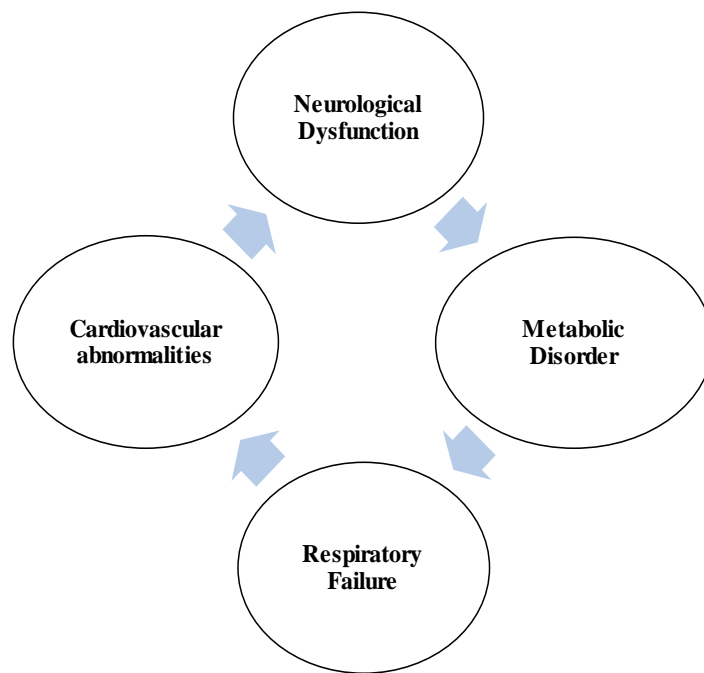 Neurological
Dysfunction
Cardiovascular
abnormalities
Metabolic
Disorder
Respiratory
Failure